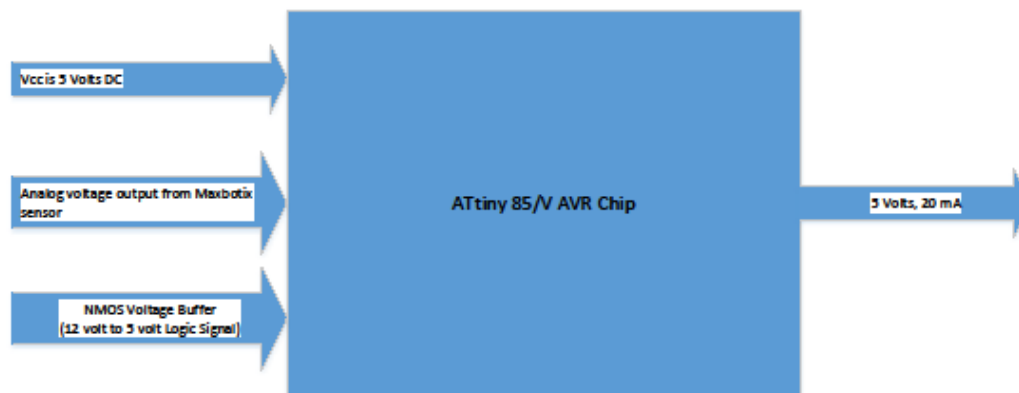 Vcc is 5 Volts DC
Analog voltage output from Maxbotix
sensor
NMOS Voltage Buffer
(12 volt to 5 volt Logic Signal)
ATtiny 85/V AVR Chip
5 Volts, 20 mA